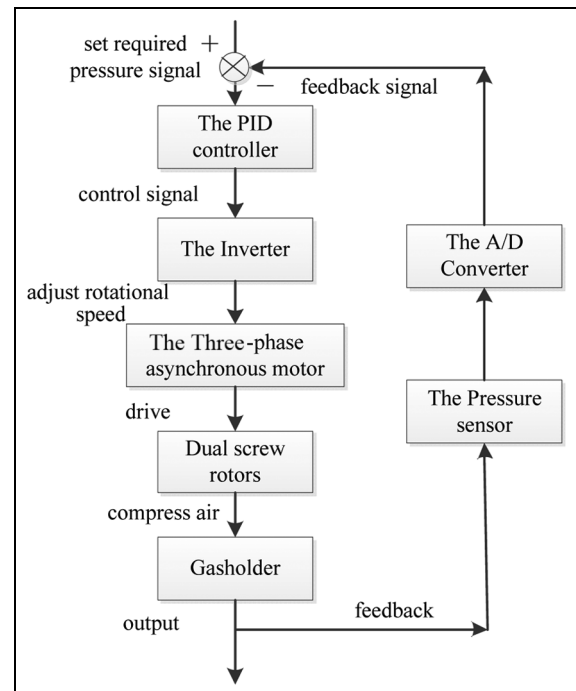 set required
pressure signal
+
−
feedback signal
The PID
controller
control signal
The Inverter
adjust rotational
speed
The Three-phase
asynchronous motor
drive
Dual screw
rotors
compress air
Gasholder
output
feedback
The Pressure
sensor
The A/D
Converter